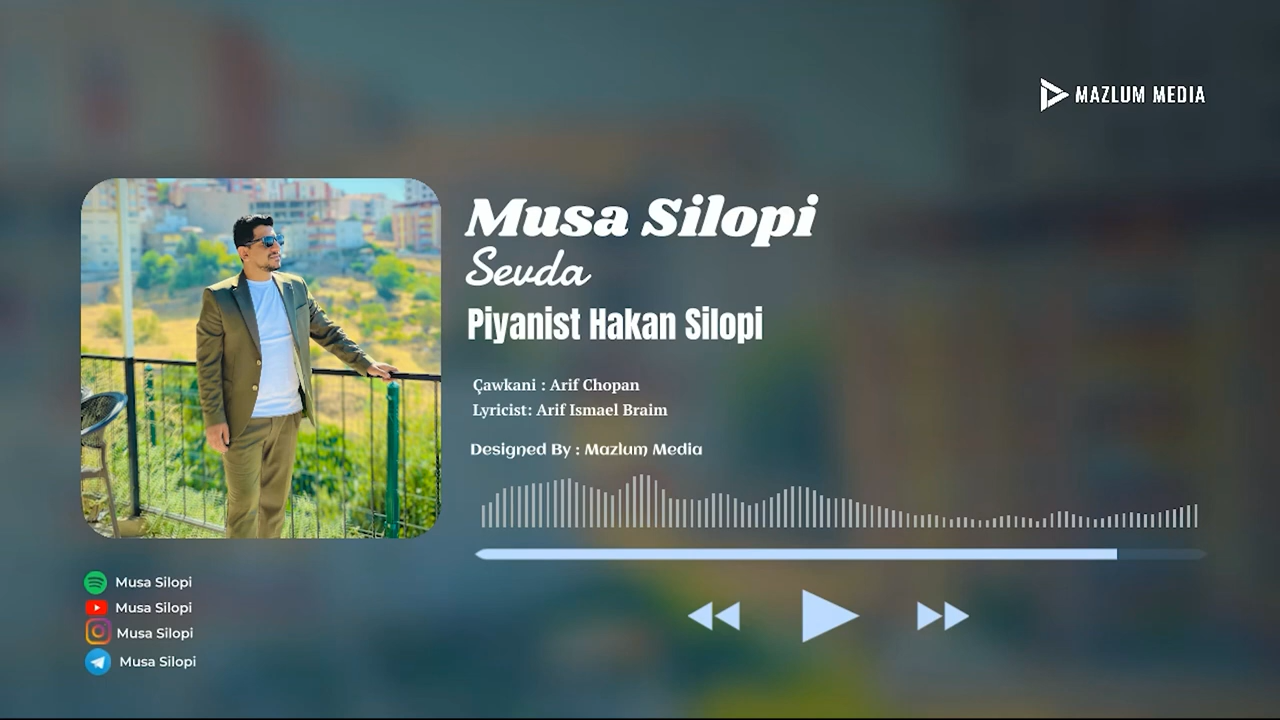 MAZLUM MEDIA
Musa Silopi
Sevda
Piyanist Hakan Silopi
Çawkani : Arif Chopan
Lyricist: Arif Ismael Braim
Designed By : Mazlum Media
Musa Silopi
Musa Silopi
Musa Silopi
Musa Silopi